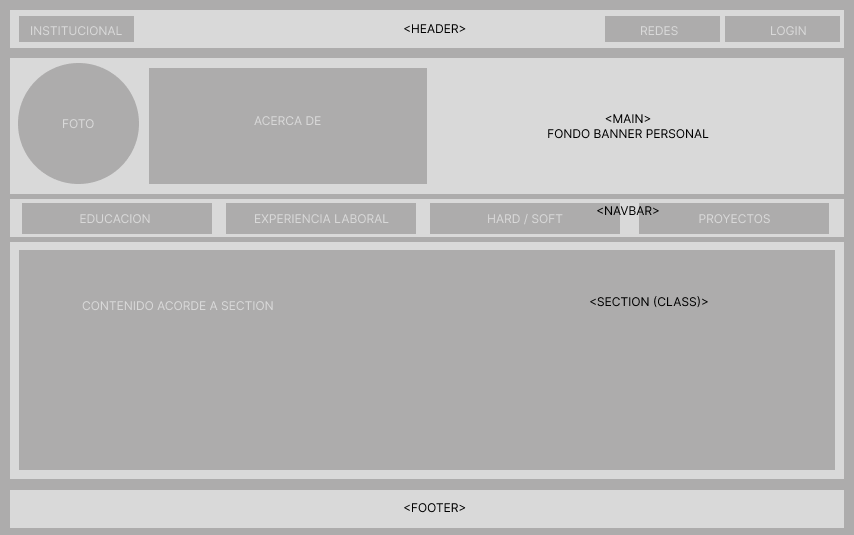 INSTITUCIONAL
<HEADER>
REDES
LOGIN
FOTO
ACERCA DE
<MAIN>
FONDO BANNER PERSONAL
<NAVBAR>
EDUCACION
EXPERIENCIA LABORAL
HARD / SOFT
PROYECTOS
CONTENIDO ACORDE A SECTION
<SECTION (CLASS)>
<FOOTER>